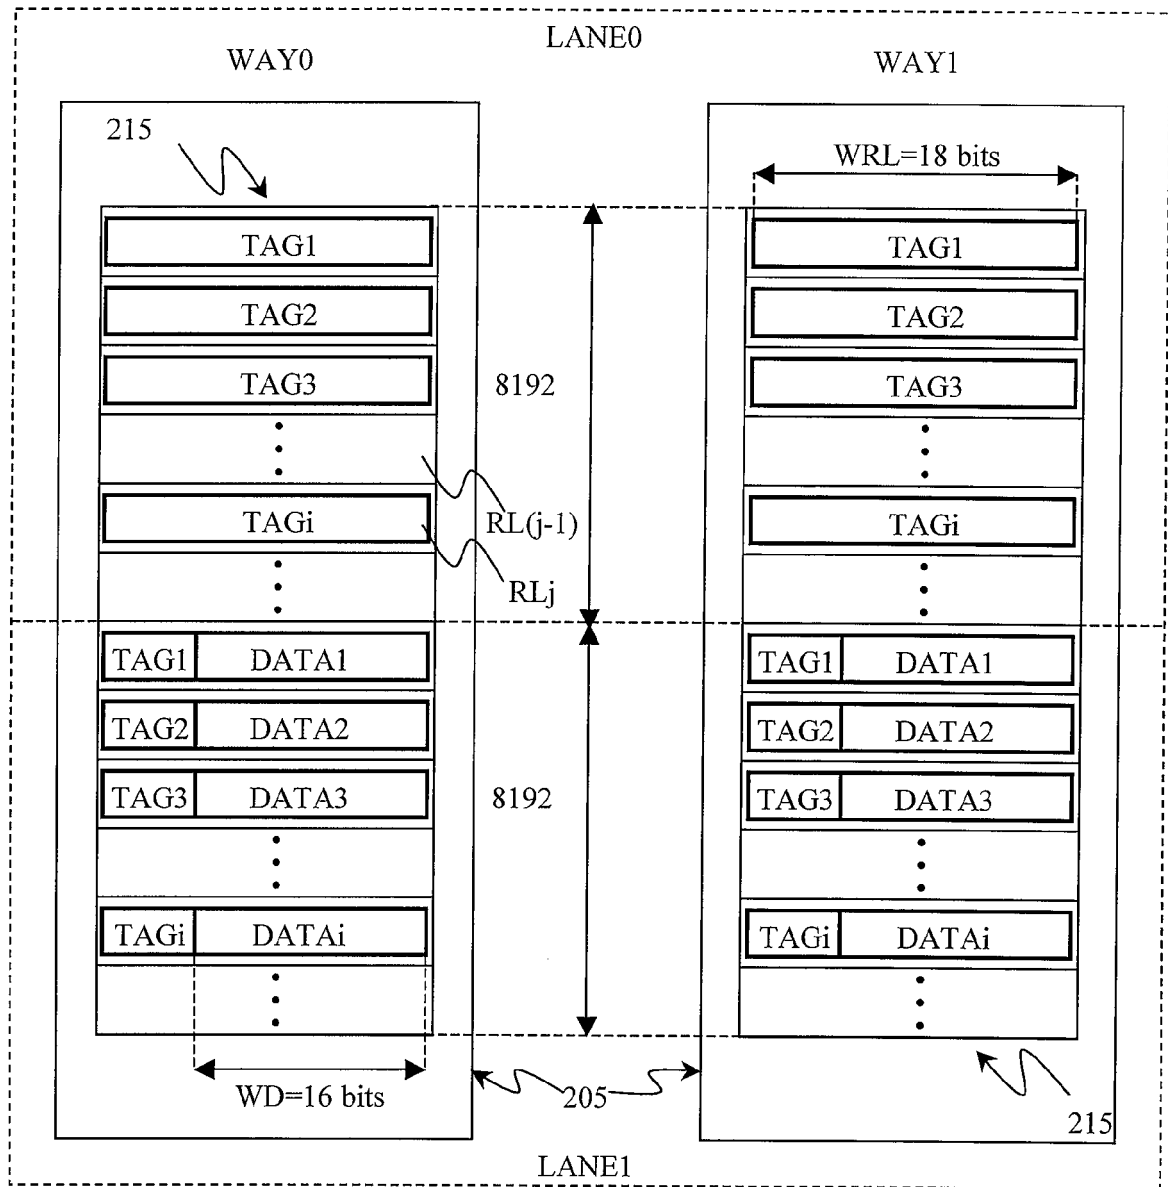 LANE0
WAY0
WAY1
215
WRL=18 bits
TAG1
TAG1
TAG2
TAG2
TAG3
8192
TAG3
RL(j-1)
TAGi
TAGi
RLj
TAG1 DATA1
TAG1 DATA1
TAG2 DATA2
TAG2 DATA2
TAG3 DATA3
8192
TAG3 DATA3
TAGi DATAi
TAGi DATAi
WD=16 bits
205
215
LANE1